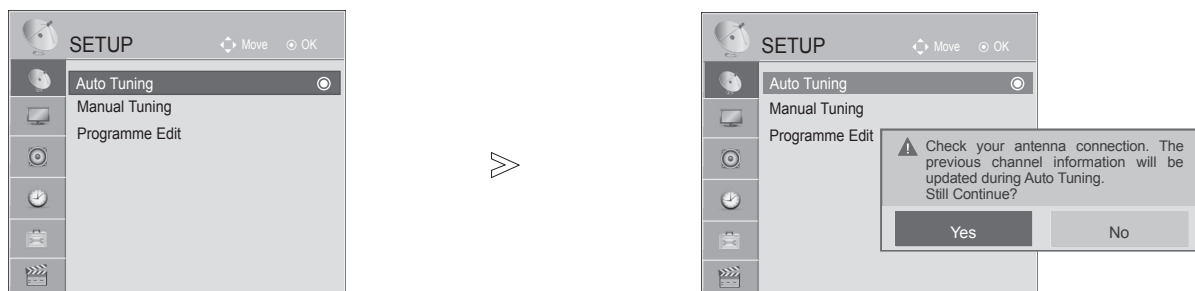 SETUP
Move OK
Auto Tuning
Manual Tuning
Programme Edit
SETUP
Move OK
Auto Tuning
Manual Tuning
Programme Edit
Check your antenna connection. The
previous channel information will be
updated during Auto Tuning.
Still Continue?
Yes No